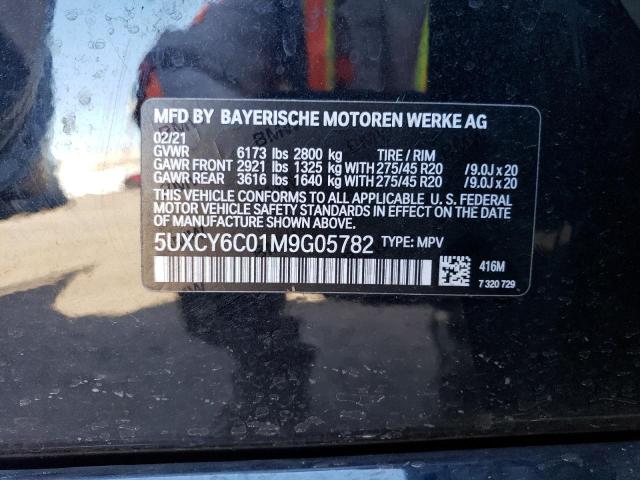 MFD BY BAYERISCHE MOTOREN WERKE AG
02/21
GVWR 6173 lbs 2800 kg TIRE / RIM
GAWR FRONT 2921 lbs 1325 kg WITH 275/45 R20 /9.0J x 20
GAWR REAR 3616 lbs 1640 kg WITH 275/45 R20 /9.0J x 20
THIS VEHICLE CONFORMS TO ALL APPLICABLE U. S. FEDERAL
MOTOR VEHICLE SAFETY STANDARDS IN EFFECT ON THE DATE
OF MANUFACTURE SHOWN ABOVE.
5UXCY6C01M9G05782 TYPE: MPV
416M
7 320 729